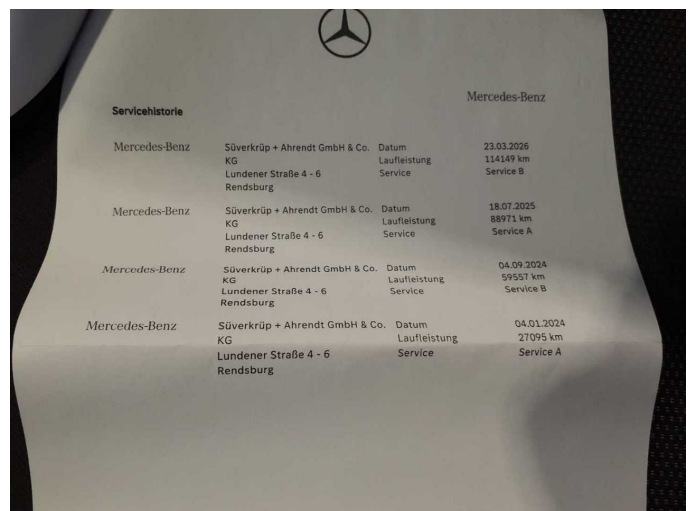 Mercedes-Benz
Servicehistorie
Mercedes-Benz Süverkrüp + Ahrendt GmbH & Co. Datum 23.03.2026
KG Laufleistung 114149 km
Lundener Straße 4 - 6 Service Service B
Rendsburg
Mercedes-Benz Süverkrüp + Ahrendt GmbH & Co. Datum 18.07.2025
KG Laufleistung 88971 km
Lundener Straße 4 - 6 Service Service A
Rendsburg
Mercedes-Benz Süverkrüp + Ahrendt GmbH & Co. Datum 04.09.2024
KG Laufleistung 59557 km
Lundener Straße 4 - 6 Service Service B
Rendsburg
Mercedes-Benz Süverkrüp + Ahrendt GmbH & Co. Datum 04.01.2024
KG Laufleistung 27095 km
Lundener Straße 4 - 6 Service Service A
Rendsburg